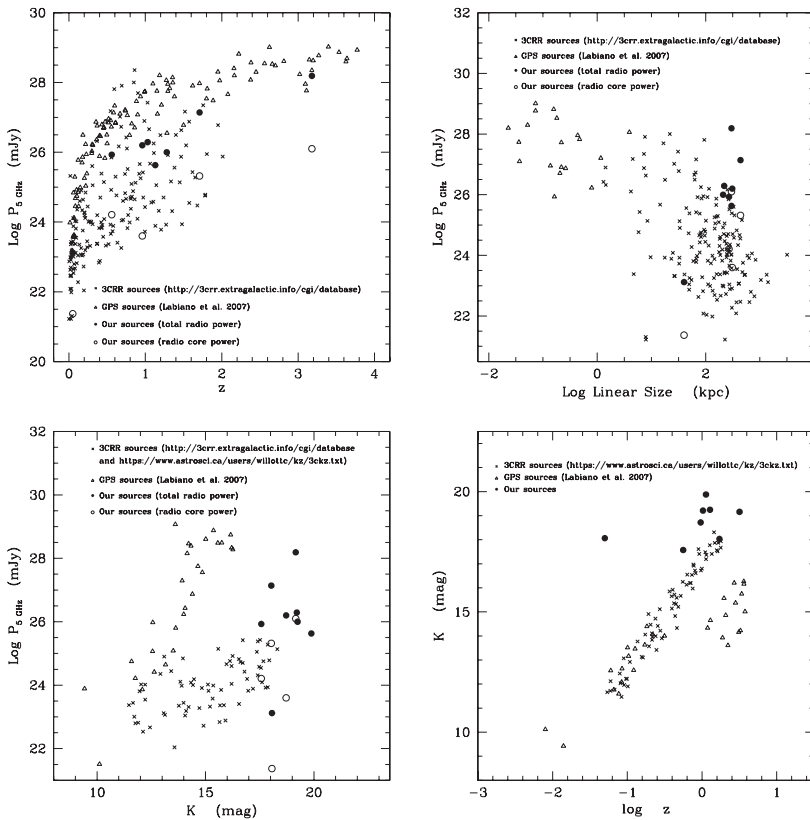 32
30
28
26
24
22
20
Log P5 GHz (mJy)
× 3CRR sources (http://3crr.extragalactic.info/cgi/database)
△ GPS sources (Labiano et al. 2007)
● Our sources (total radio power)
○ Our sources (radio core power)
0 1 2 3 4
z
32
30
28
26
24
22
Log P5 GHz (mJy)
× 3CRR sources (http://3crr.extragalactic.info/cgi/database)
△ GPS sources (Labiano et al. 2007)
● Our sources (total radio power)
○ Our sources (radio core power)
−2 0 2
Log Linear Size (kpc)
32
30
28
26
24
22
21
Log P5 GHz (mJy)
× 3CRR sources (http://3crr.extragalactic.info/cgi/database
and https://www.astrosci.ca/users/willottc/kz/3ckz.txt)
△ GPS sources (Labiano et al. 2007)
● Our sources (total radio power)
○ Our sources (radio core power)
10 15 20
K (mag)
20
15
10
K (mag)
× 3CRR sources (https://www.astrosci.ca/users/willottc/kz/3ckz.txt)
△ GPS sources (Labiano et al. 2007)
● Our sources
−3 −2 −1 0 1
log z